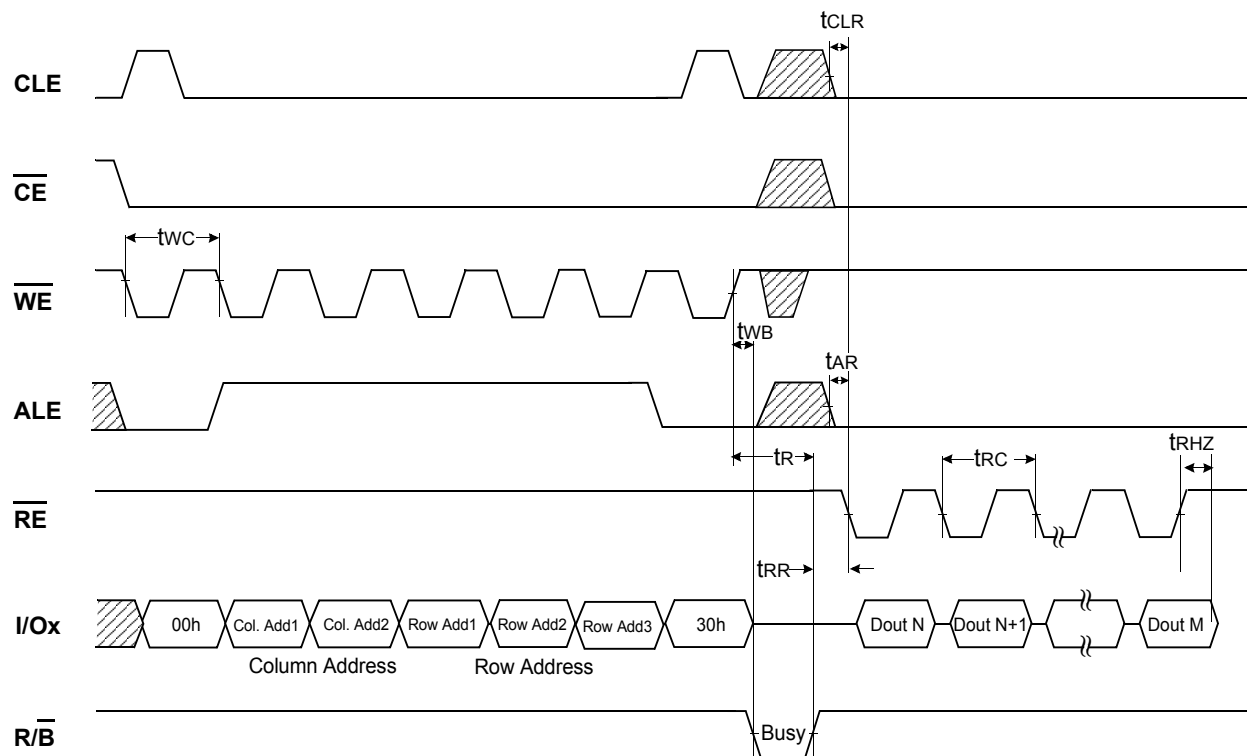 tCLR
CLE
CE
tWC
WE
tWB
tAR
ALE
tR
tRC
tRHZ
RE
tRR
I/Ox
00h
Col. Add1
Col. Add2
Row Add1
Row Add2
Row Add3
30h
Dout N
Dout N+1
Dout M
Column Address
Row Address
R/B
Busy